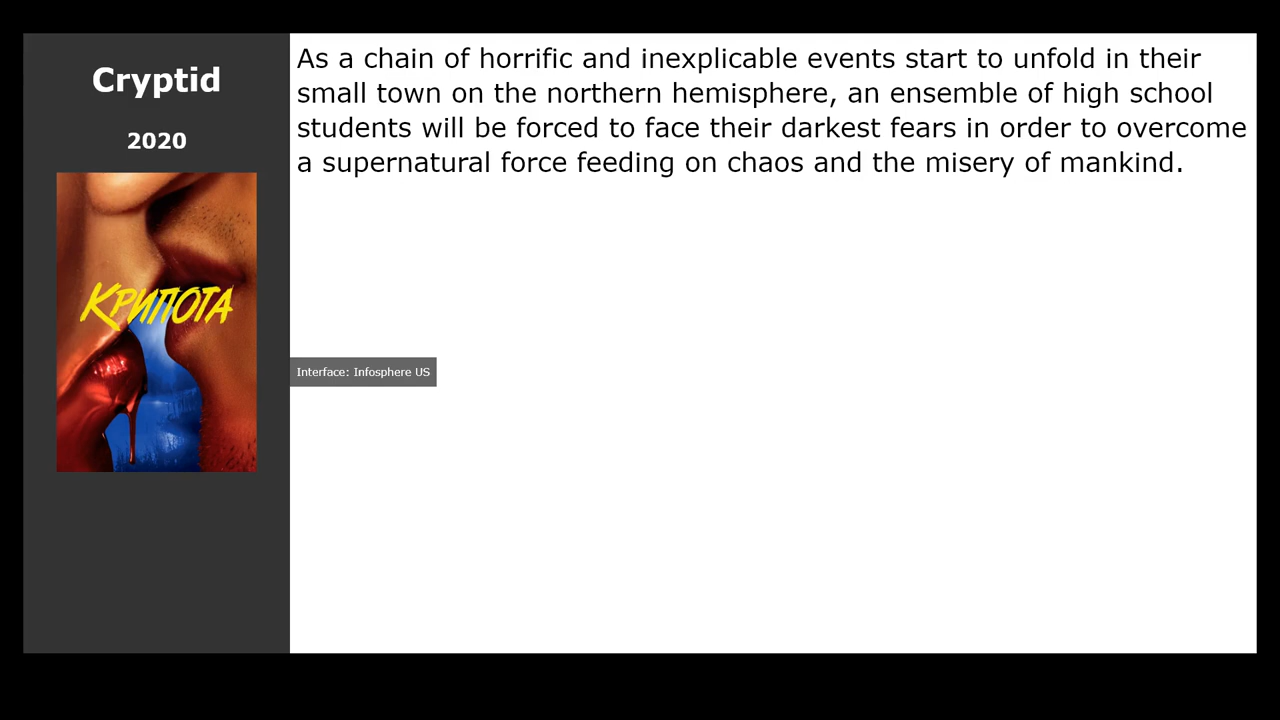 Cryptid
2020
КРИПОТА
As a chain of horrific and inexplicable events start to unfold in their
small town on the northern hemisphere, an ensemble of high school
students will be forced to face their darkest fears in order to overcome
a supernatural force feeding on chaos and the misery of mankind.
Interface: Infosphere US